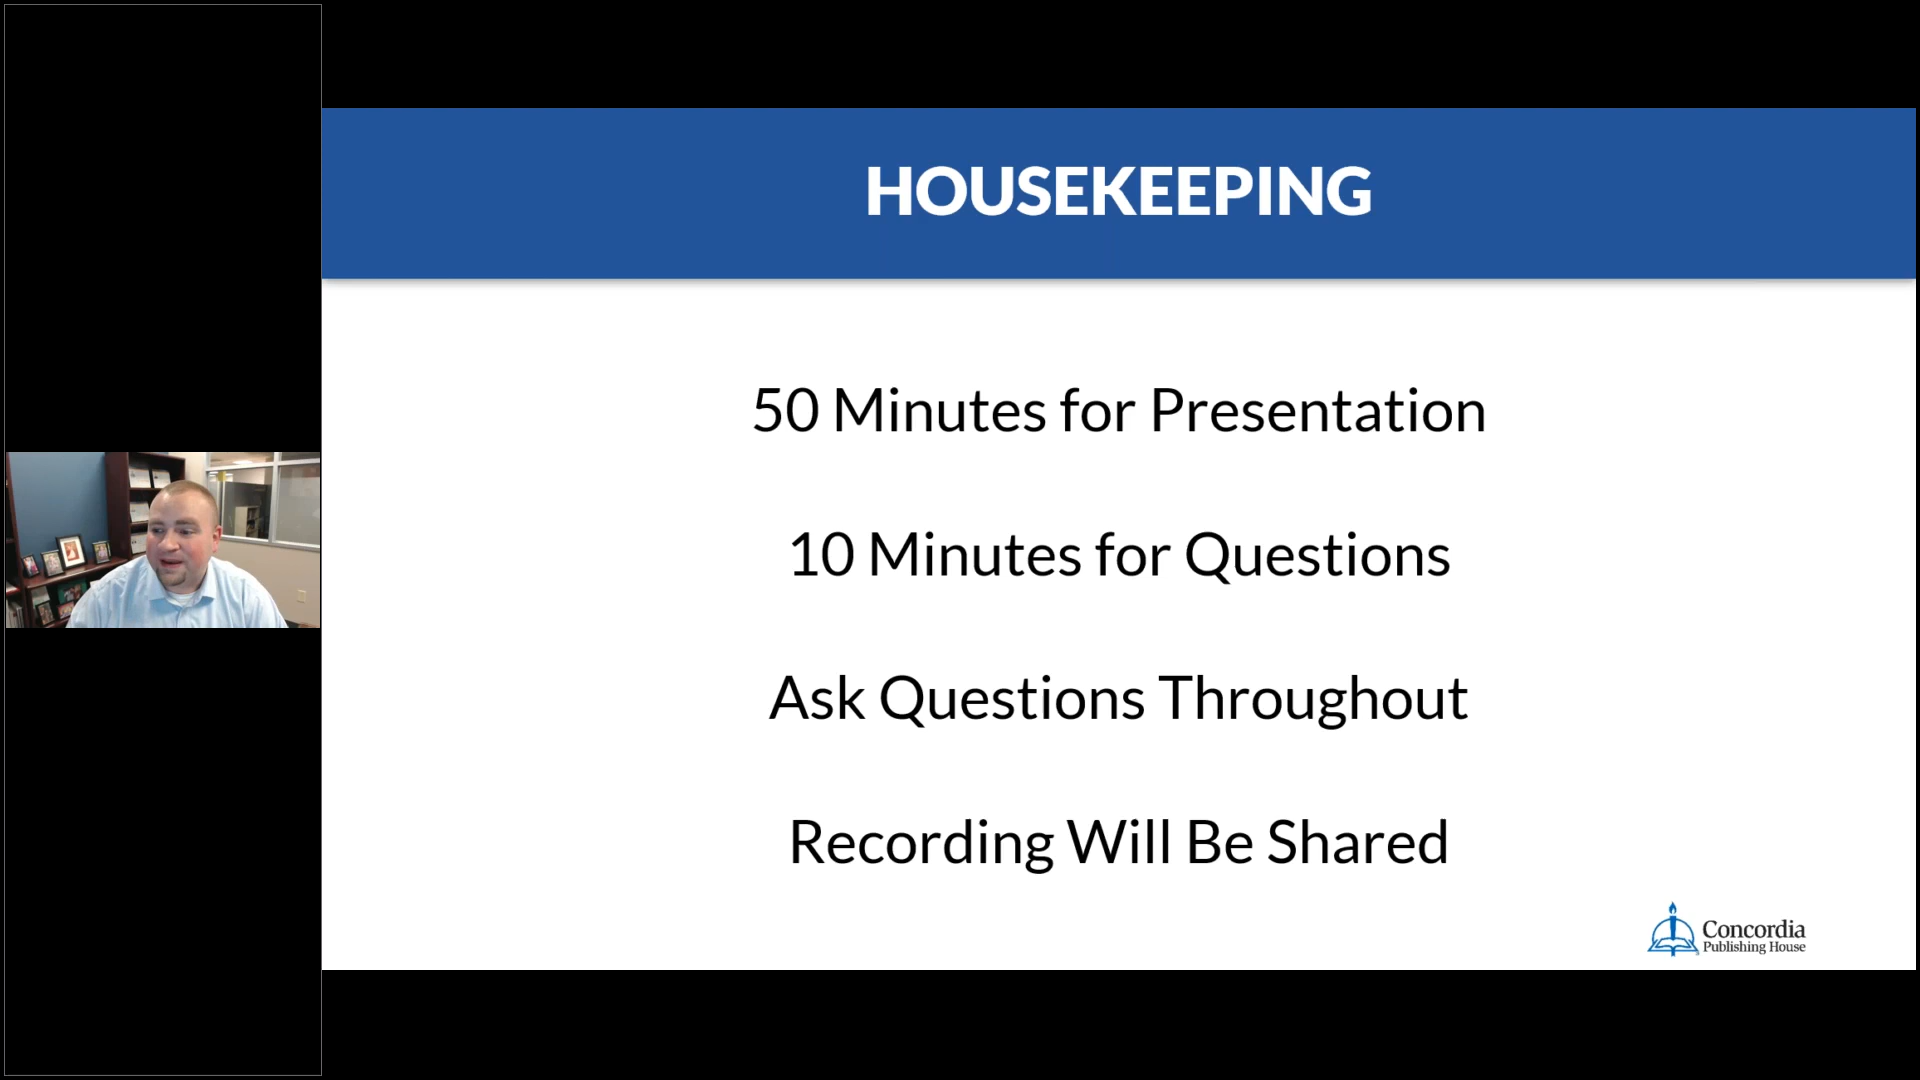 HOUSEKEEPING
50 Minutes for Presentation
10 Minutes for Questions
Ask Questions Throughout
Recording Will Be Shared
Concordia
Publishing House